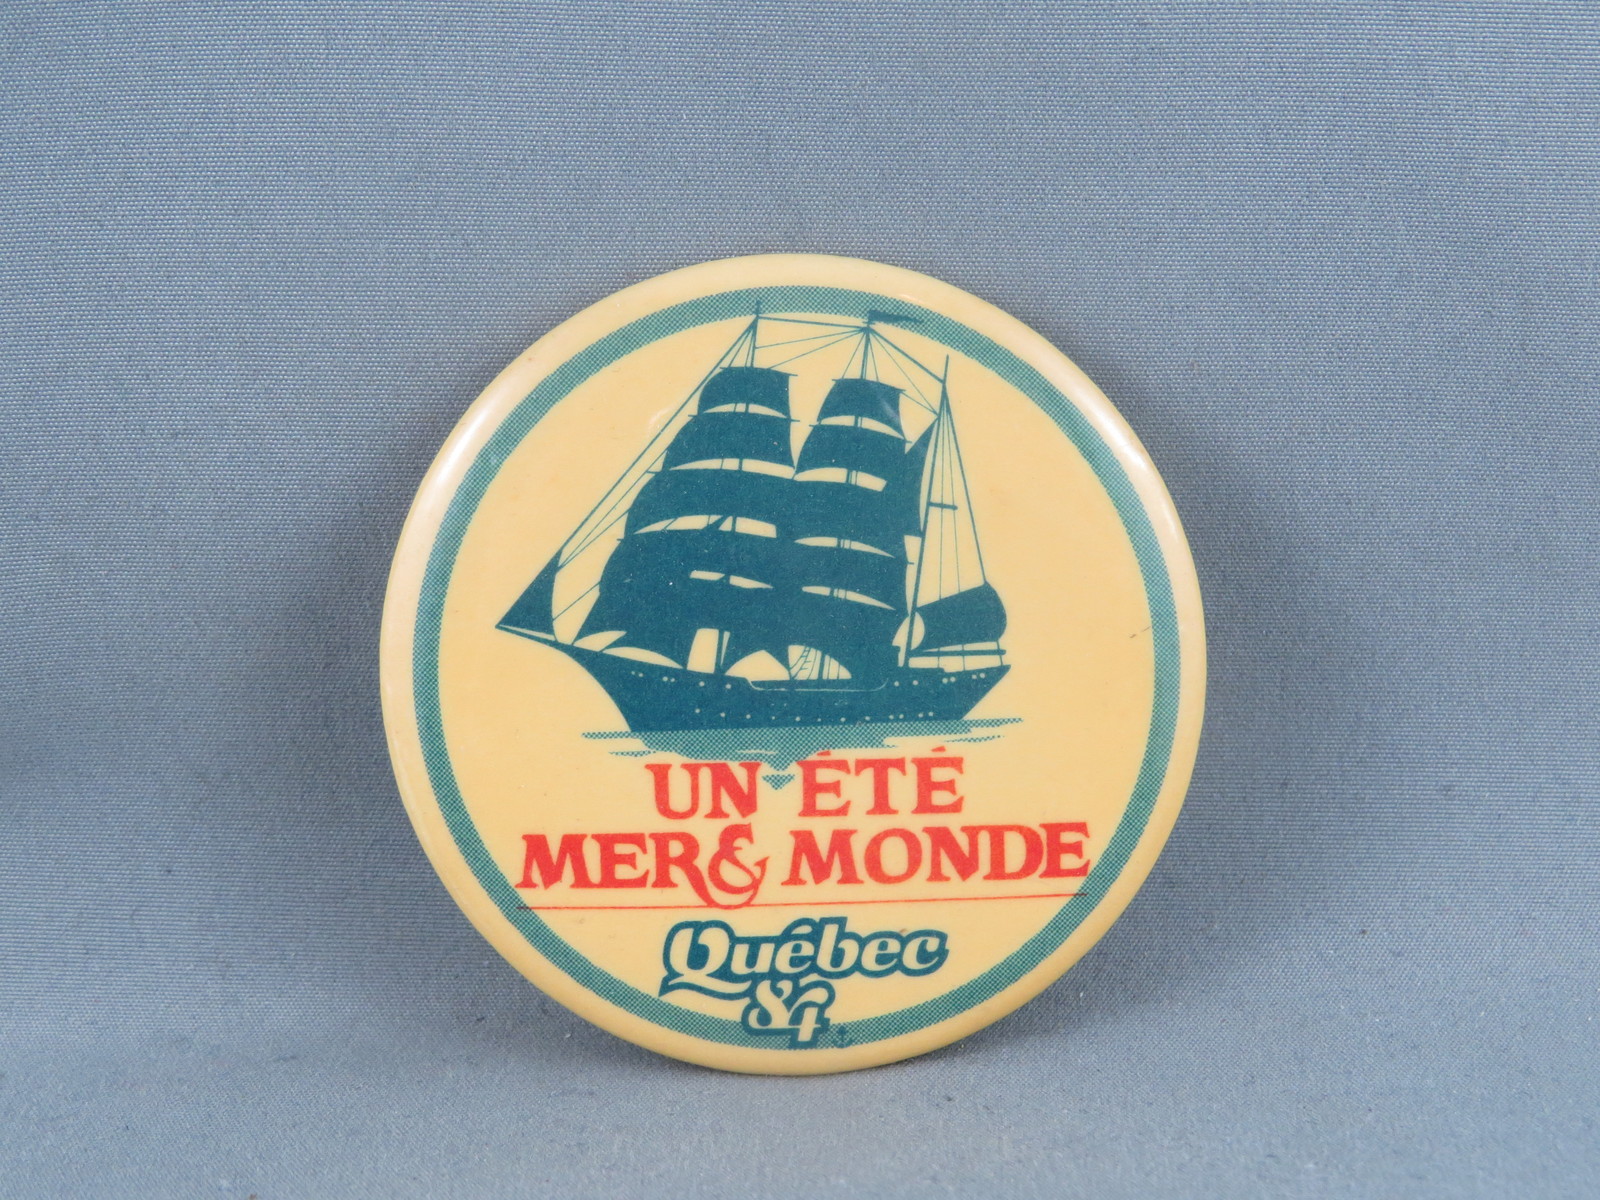 UN ÉTÉ
MER & MONDE
Québec
84